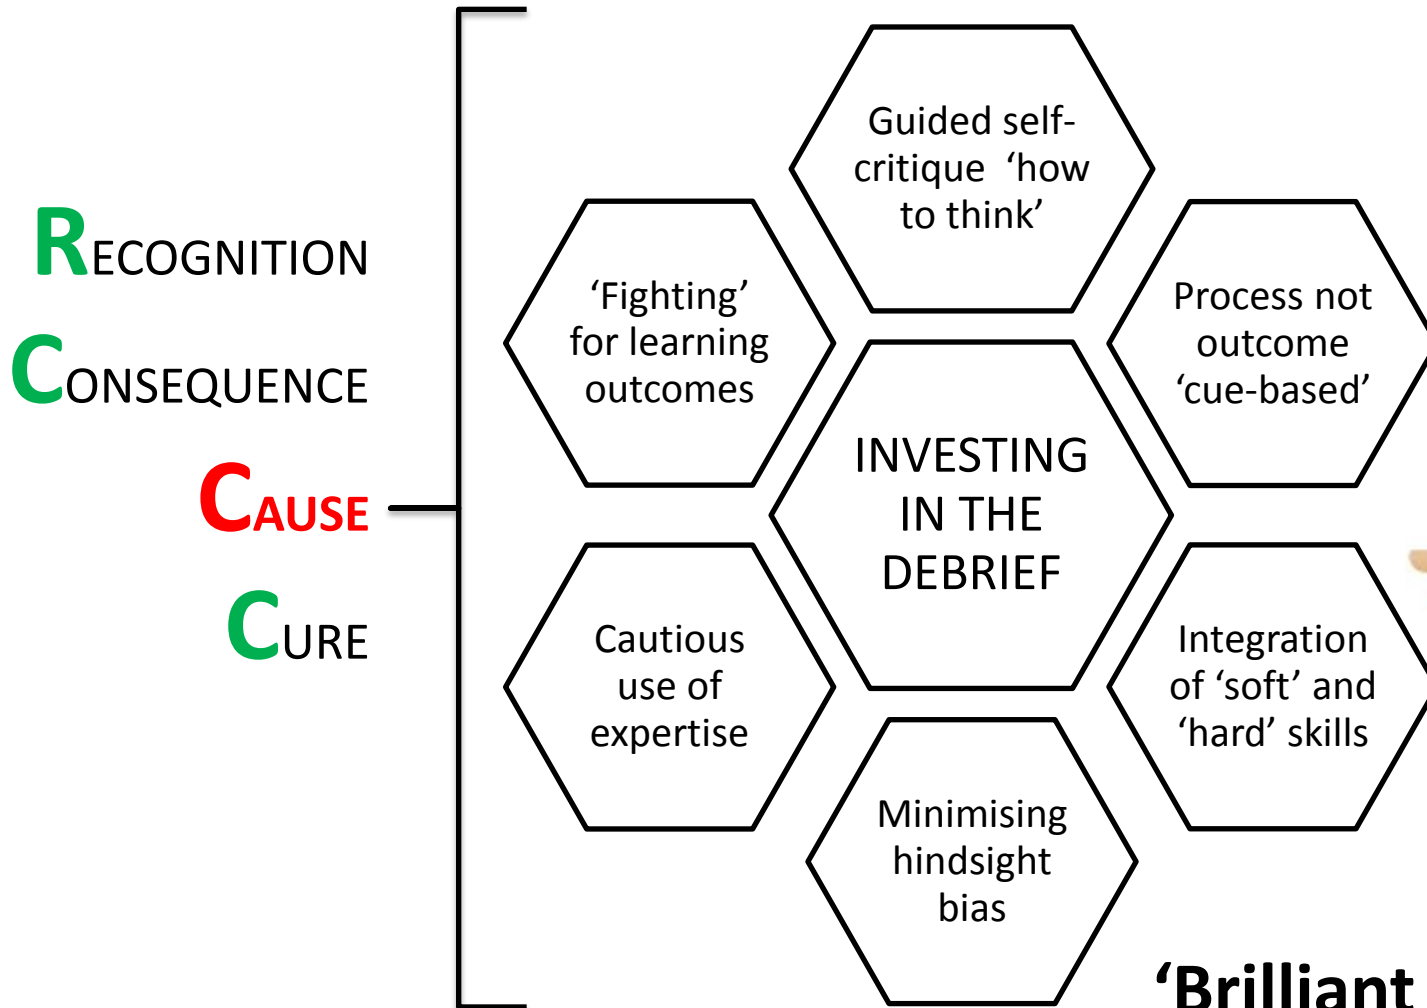 RECOGNITION
CONSEQUENCE
CAUSE
CURE
Guided self-
critique ‘how
to think’
‘Fighting’
for learning
outcomes
Process not
outcome
‘cue-based’
INVESTING
IN THE
DEBRIEF
Cautious
use of
expertise
Integration
of ‘soft’ and
‘hard’ skills
Minimising
hindsight
bias
‘Brilliant